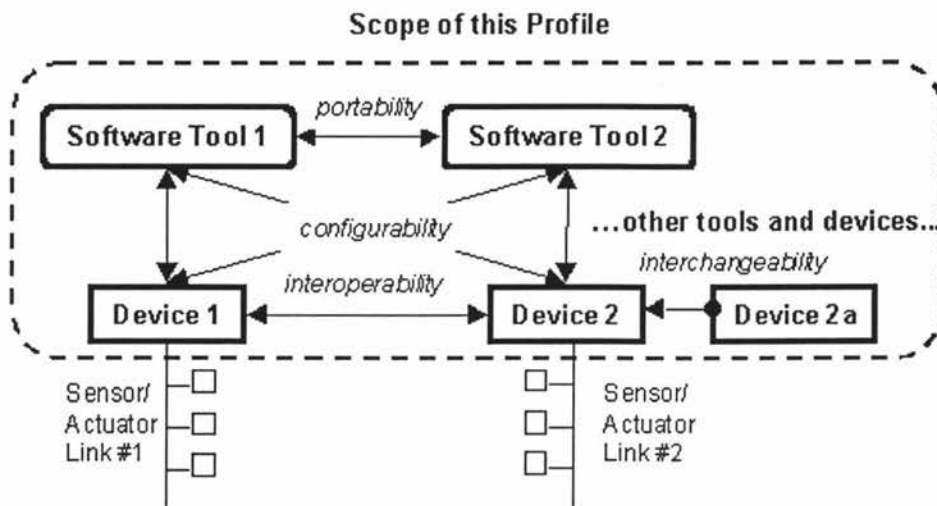 Scope of this Profile
portability
Software Tool 1
Software Tool 2
configurability
...other tools and devices...
interoperability
interchangeability
Device 1
Device 2
Device 2a
Sensor/
Actuator
Link #1
Sensor/
Actuator
Link #2